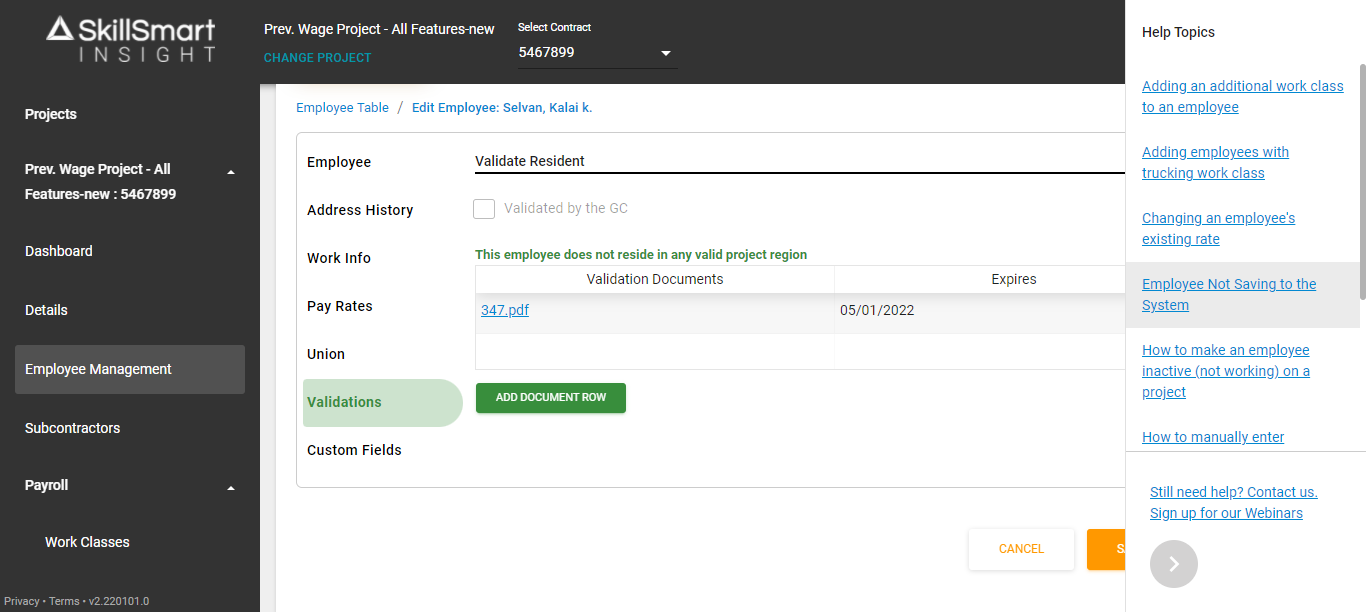 SkillSmart
INSIGHT
Prev. Wage Project - All Features-new
CHANGE PROJECT
Select Contract
5467899
Projects
Prev. Wage Project - All
Features-new : 5467899
Dashboard
Details
Employee Management
Subcontractors
Payroll
Work Classes
Privacy • Terms • v2.220101.0
Employee Table / Edit Employee: Selvan, Kalai k.
Employee
Address History
Work Info
Pay Rates
Union
Validations
Custom Fields
Validate Resident
Validated by the GC
This employee does not reside in any valid project region
Validation Documents Expires
347.pdf 05/01/2022
ADD DOCUMENT ROW
CANCEL
Help Topics
Adding an additional work class
to an employee
Adding employees with
trucking work class
Changing an employee's
existing rate
Employee Not Saving to the
System
How to make an employee
inactive (not working) on a
project
How to manually enter
Still need help? Contact us.
Sign up for our Webinars